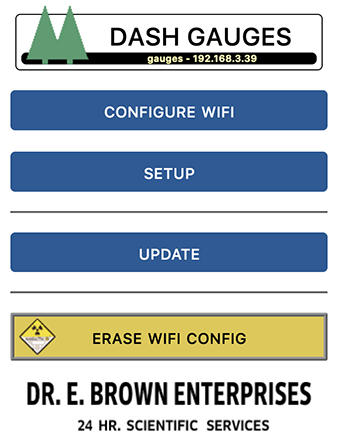 DASH GAUGES
gauges - 192.168.3.39
CONFIGURE WIFI
SETUP
UPDATE
ERASE WIFI CONFIG
DR. E. BROWN ENTERPRISES
24 HR. SCIENTIFIC SERVICES